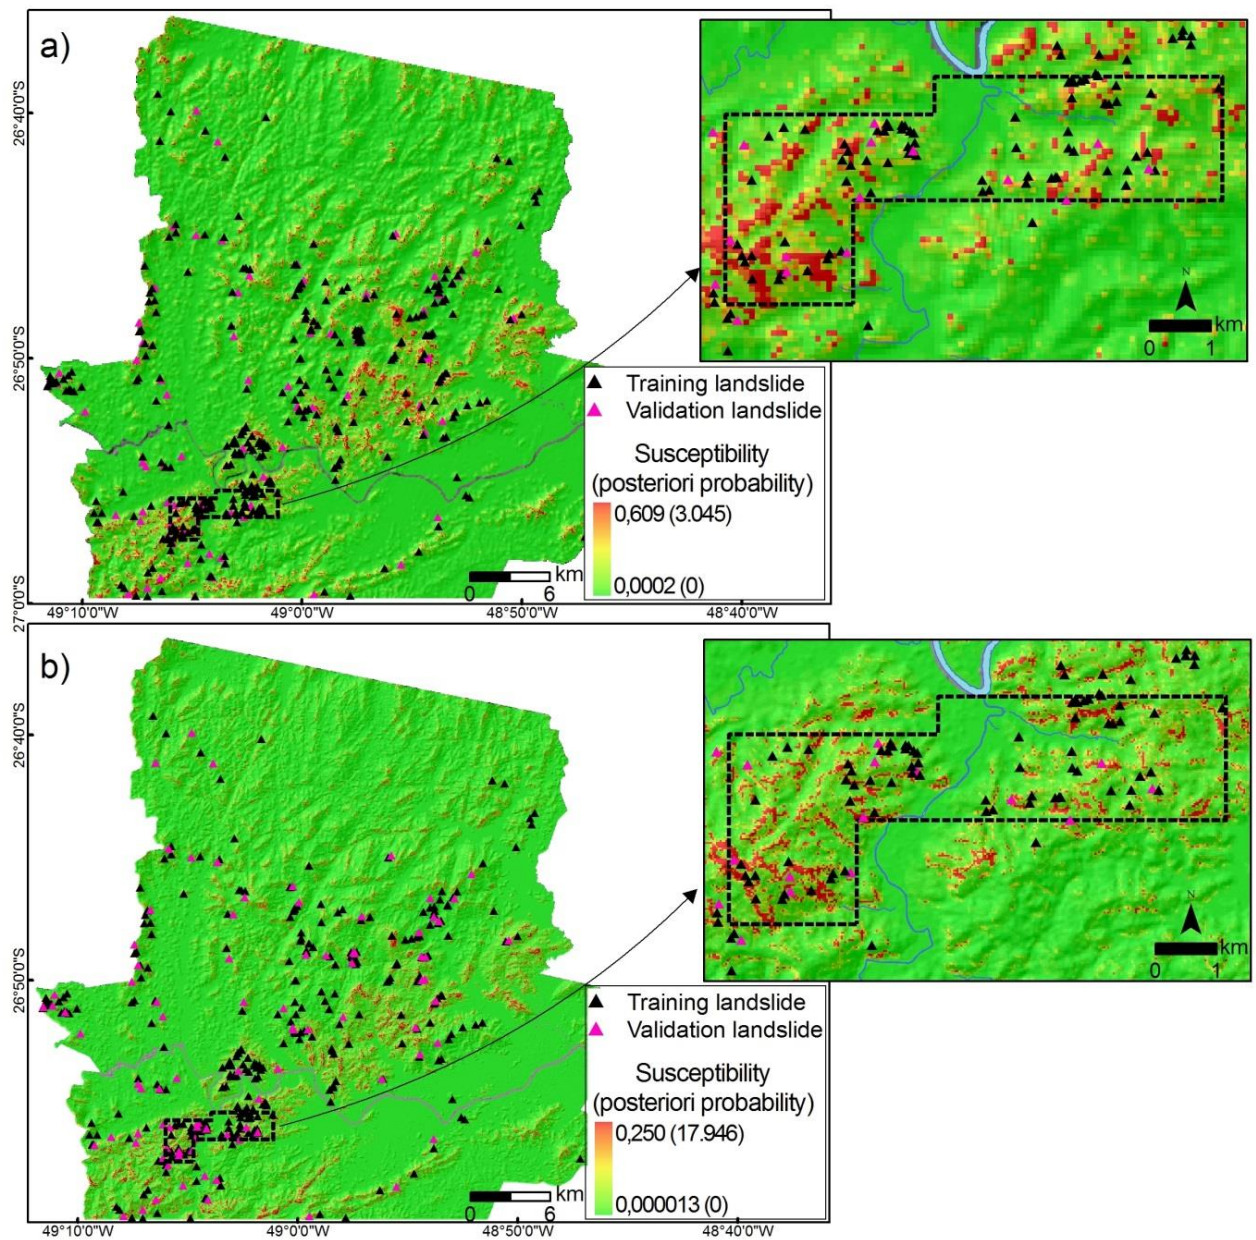 a)
26°40'0"S
26°50'0"S
27°0'0"S
49°10'0"W
49°0'0"W
48°50'0"W
48°40'0"W
N
km
0 1
Training landslide
Validation landslide
Susceptibility
(posteriori probability)
0,609 (3.045)
0,0002 (0)
km
0 6
b)
26°40'0"S
26°50'0"S
49°10'0"W
49°0'0"W
48°50'0"W
48°40'0"W
N
km
0 1
Training landslide
Validation landslide
Susceptibility
(posteriori probability)
0,250 (17.946)
0,000013 (0)
km
0 6